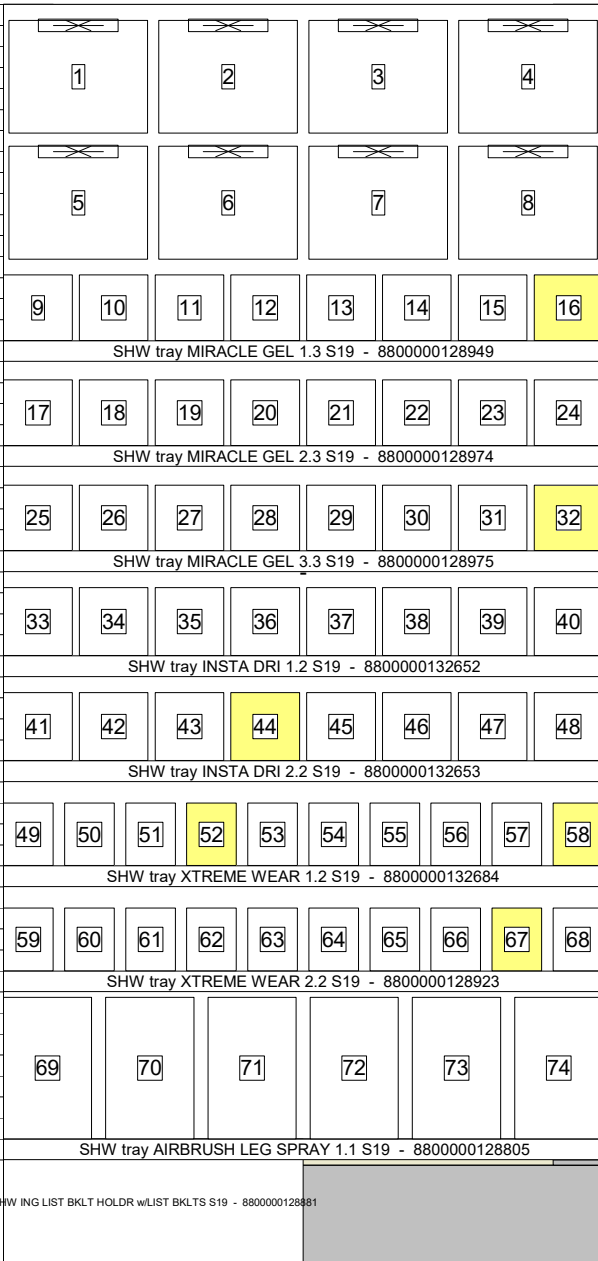 1 2 3 4
5 6 7 8
9 10 11 12 13 14 15 16
SHW tray MIRACLE GEL 1.3 S19 - 8800000128949
17 18 19 20 21 22 23 24
SHW tray MIRACLE GEL 2.3 S19 - 8800000128974
25 26 27 28 29 30 31 32
SHW tray MIRACLE GEL 3.3 S19 - 8800000128975
33 34 35 36 37 38 39 40
SHW tray INSTA DRI 1.2 S19 - 8800000132652
41 42 43 44 45 46 47 48
SHW tray INSTA DRI 2.2 S19 - 8800000132653
49 50 51 52 53 54 55 56 57 58
SHW tray XTREME WEAR 1.2 S19 - 8800000132684
59 60 61 62 63 64 65 66 67 68
SHW tray XTREME WEAR 2.2 S19 - 8800000128923
69 70 71 72 73 74
SHW tray AIRBRUSH LEG SPRAY 1.1 S19 - 8800000128805
HW ING LIST BKLT HOLDR w/LIST BKLTS S19 - 8800000128881